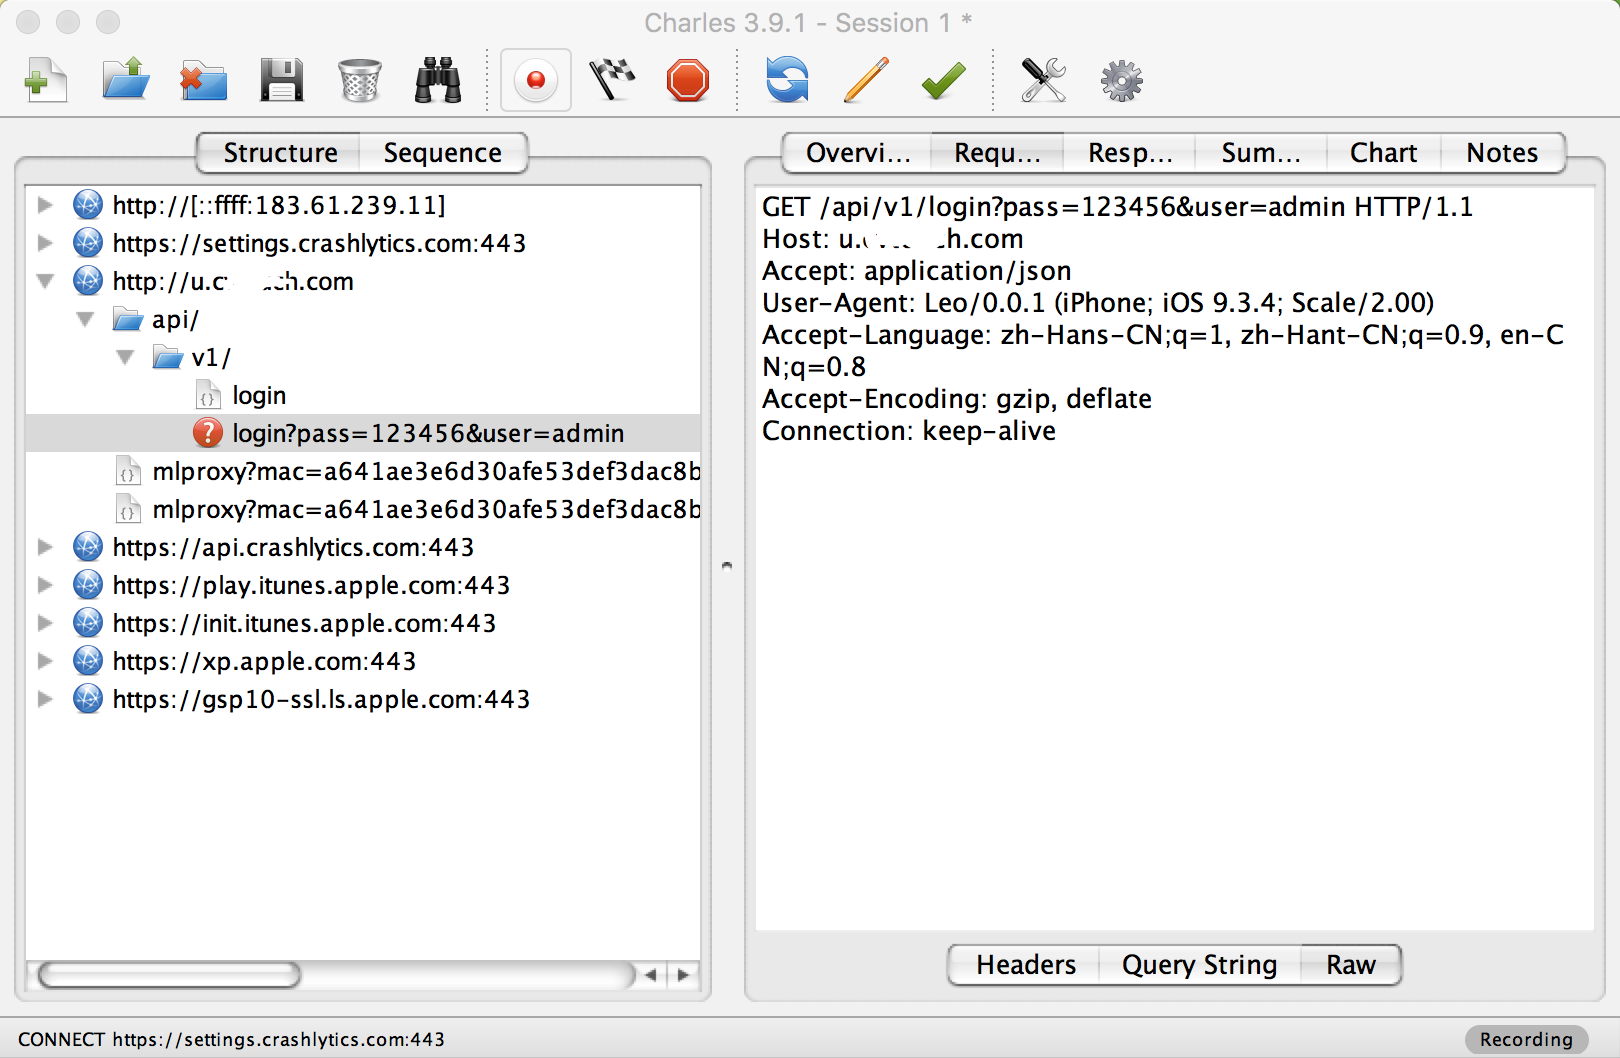 Charles 3.9.1 - Session 1 *
Structure
Sequence
http://[::ffff:183.61.239.11]
https://settings.crashlytics.com:443
api/
v1/
login
login?pass=123456&user=admin
mlproxy?mac=a641ae3e6d30afe53def3dac8b
mlproxy?mac=a641ae3e6d30afe53def3dac8b
https://api.crashlytics.com:443
https://play.itunes.apple.com:443
https://init.itunes.apple.com:443
https://xp.apple.com:443
https://gsp10-ssl.ls.apple.com:443
Overvi...
Requ...
Resp...
Sum...
Chart
Notes
GET /api/v1/login?pass=123456&user=admin HTTP/1.1
Host:
Accept: application/json
User-Agent: Leo/0.0.1 (iPhone; iOS 9.3.4; Scale/2.00)
Accept-Language: zh-Hans-CN;q=1, zh-Hant-CN;q=0.9, en-C
N;q=0.8
Accept-Encoding: gzip, deflate
Connection: keep-alive
Headers
Query String
Raw
CONNECT https://settings.crashlytics.com:443
Recording